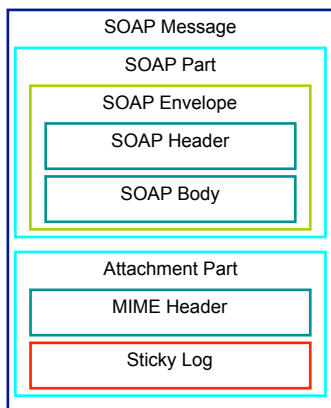 SOAP Message
SOAP Part
SOAP Envelope
SOAP Header
SOAP Body
Attachment Part
MIME Header
Sticky Log